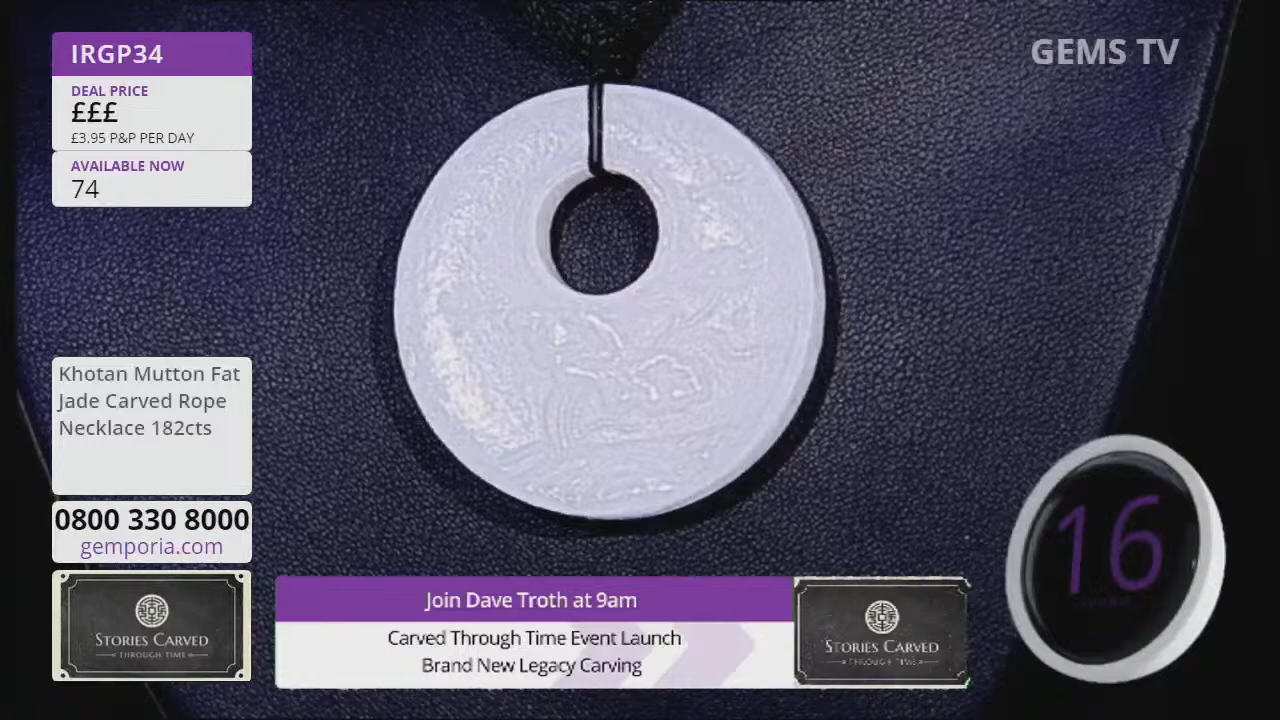 IRGP34
DEAL PRICE
£££
£3.95 P&P PER DAY
AVAILABLE NOW
74
GEMS TV
Khotan Mutton Fat
Jade Carved Rope
Necklace 182cts
0800 330 8000
gemporia.com
STORIES CARVED
THROUGH TIME
Join Dave Troth at 9am
Carved Through Time Event Launch
Brand New Legacy Carving
STORIES CARVED
THROUGH TIME
16